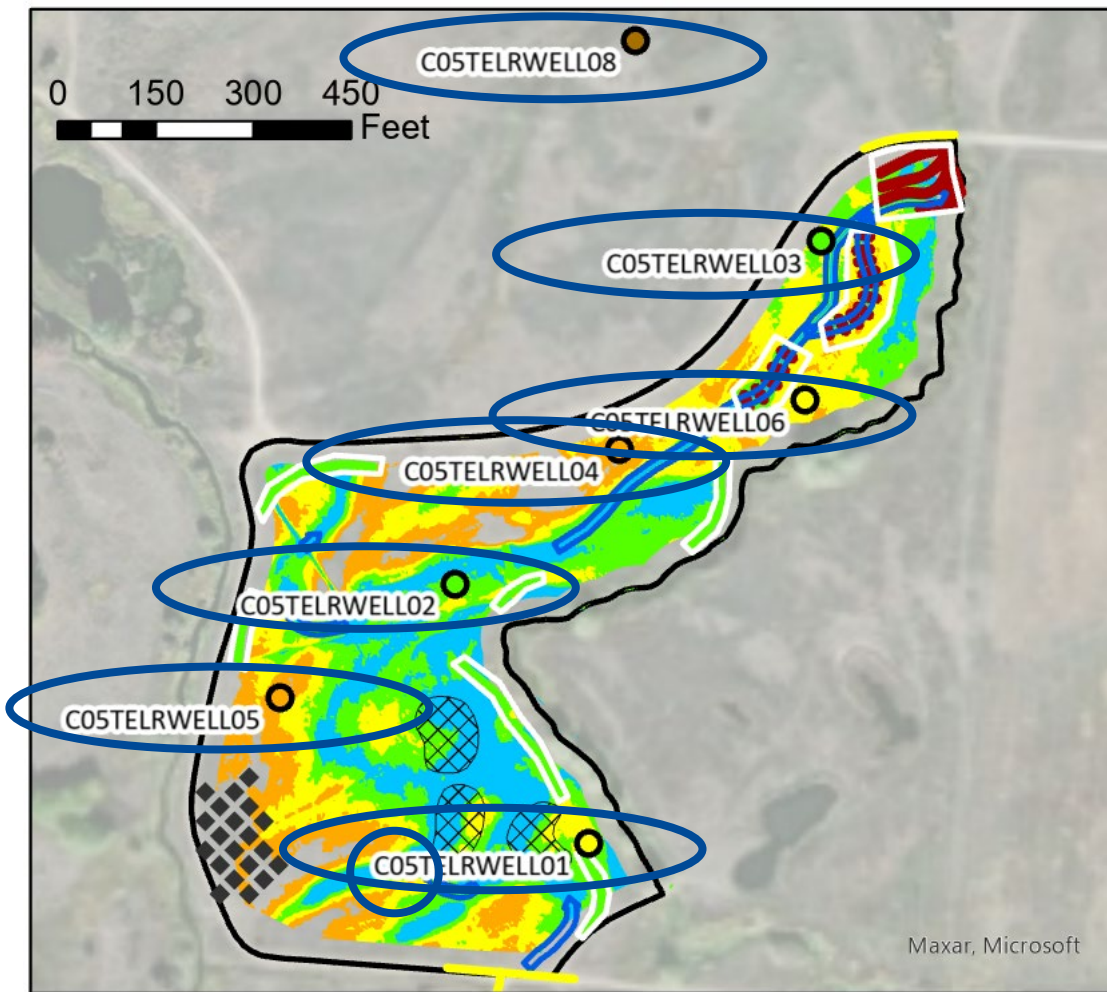 C05TELRWELL08
0 150 300 450
Feet
C05TELRWELL03
C05TELRWELL06
C05TELRWELL04
C05TELRWELL02
C05TELRWELL05
C05TELRWELL01
Maxar, Microsoft